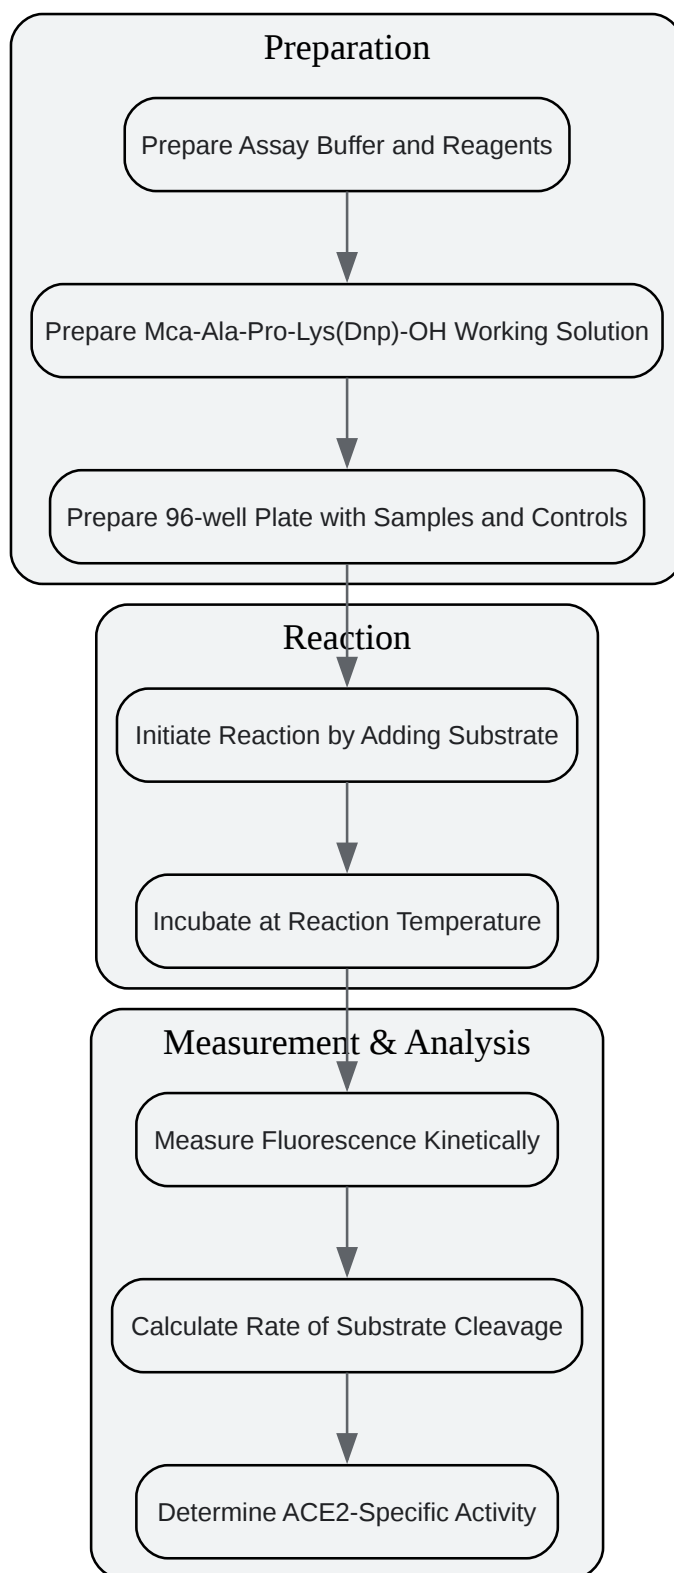 Preparation
Prepare Assay Buffer and Reagents
Prepare Mca-Ala-Pro-Lys(Dnp)-OH Working Solution
Prepare 96-well Plate with Samples and Controls
Reaction
Initiate Reaction by Adding Substrate
Incubate at Reaction Temperature
Measurement & Analysis
Measure Fluorescence Kinetically
Calculate Rate of Substrate Cleavage
Determine ACE2-Specific Activity